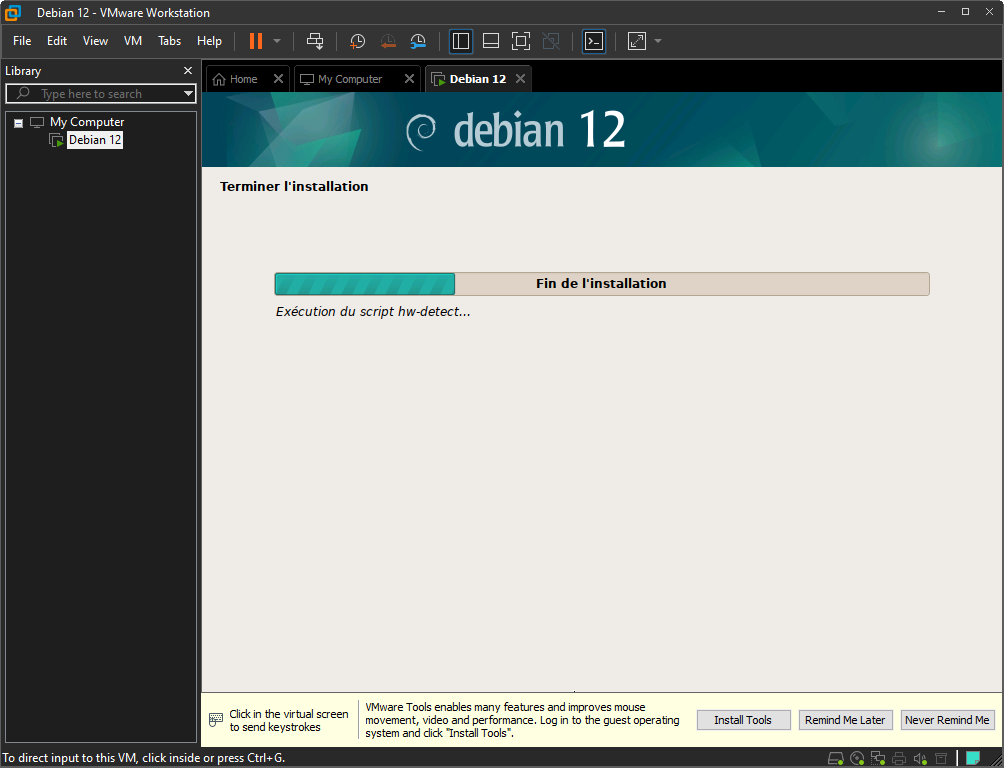 Debian 12 - VMware Workstation
File Edit View VM Tabs Help
Library
Home
My Computer
Debian 12
Type here to search
My Computer
Debian 12
debian 12
Terminer l'installation
Fin de l'installation
Exécution du script hw-detect...
Click in the virtual screen
to send keystrokes
VMware Tools enables many features and improves mouse
movement, video and performance. Log in to the guest operating
system and click "Install Tools".
Install Tools
Remind Me Later
Never Remind Me
To direct input to this VM, click inside or press Ctrl+G.